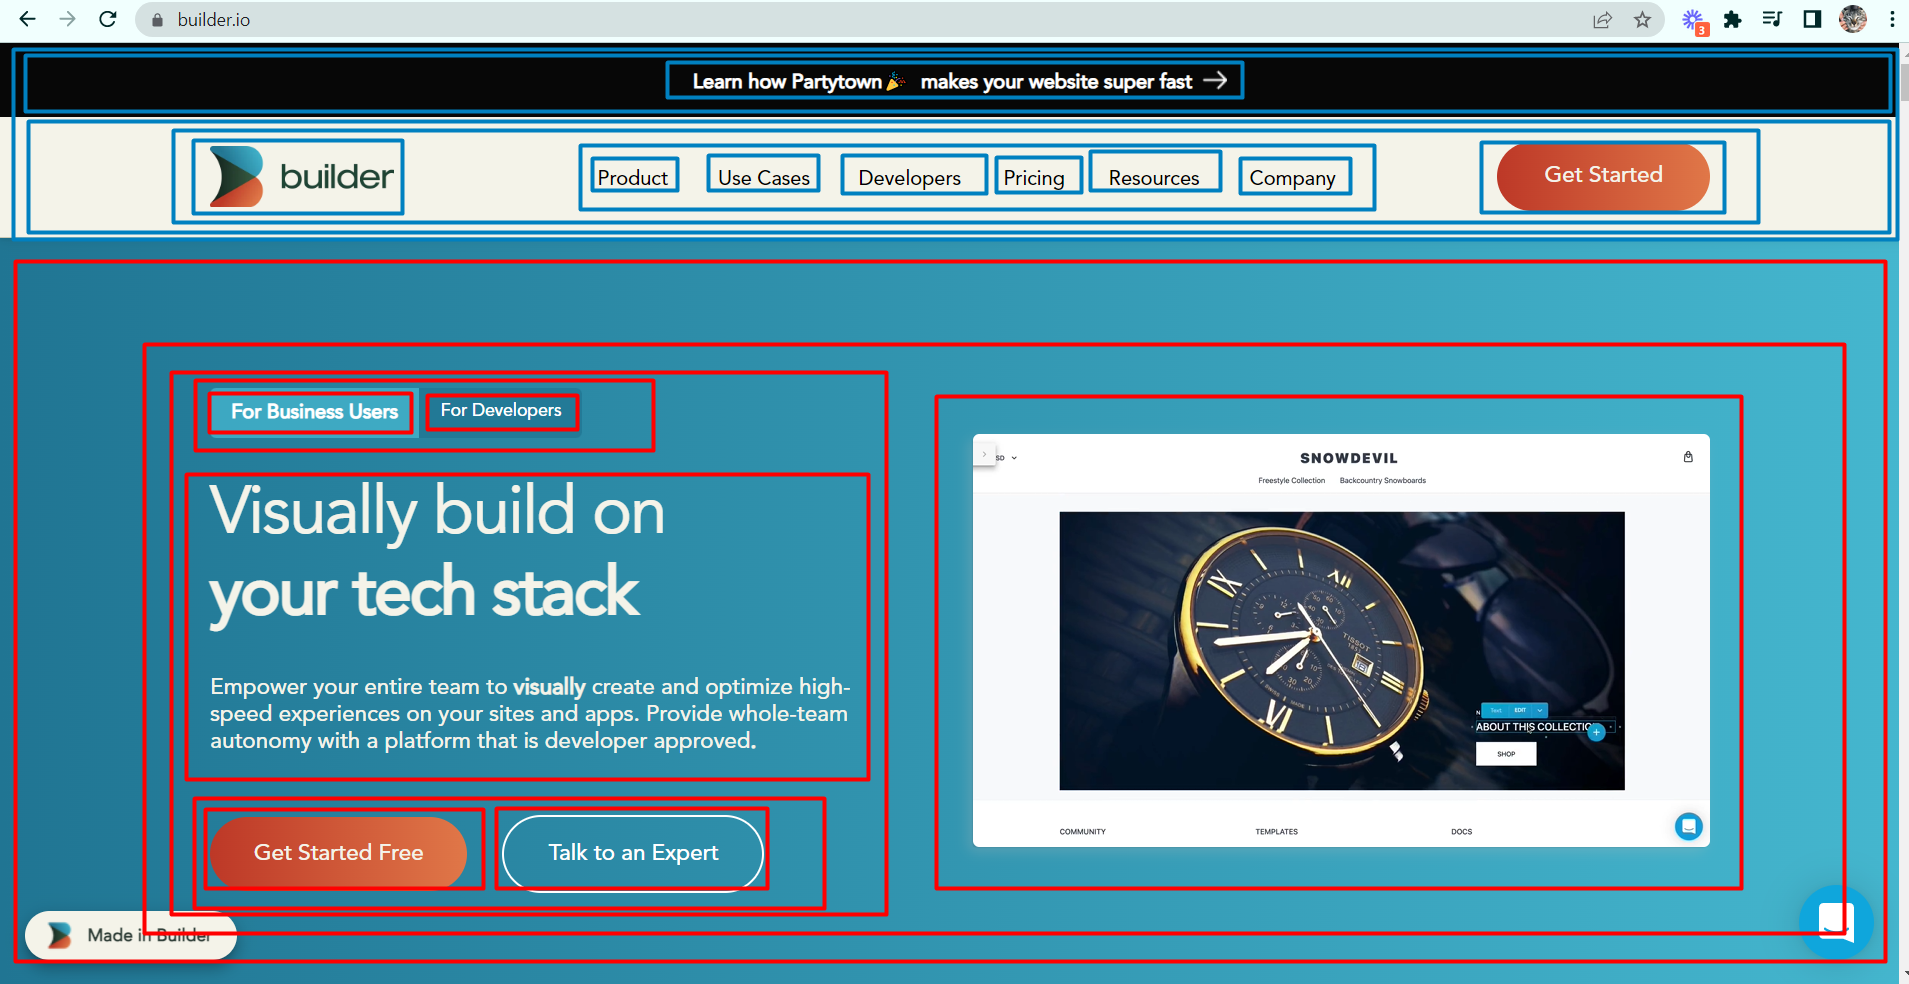 builder.io
3
Learn how Partytown🎉 makes your website super fast →
builder
Product Use Cases Developers Pricing Resources Company
Get Started
For Business Users For Developers
Visually build on
your tech stack
Empower your entire team to visually create and optimize high-
speed experiences on your sites and apps. Provide whole-team
autonomy with a platform that is developer approved.
Get Started Free Talk to an Expert
Made in Builder
SD
SNOWDEVIL
Freestyle Collection Backcountry Snowboards
TISSOT
1853
Text EDIT
ABOUT THIS COLLECTIO
SHOP
COMMUNITY TEMPLATES DOCS